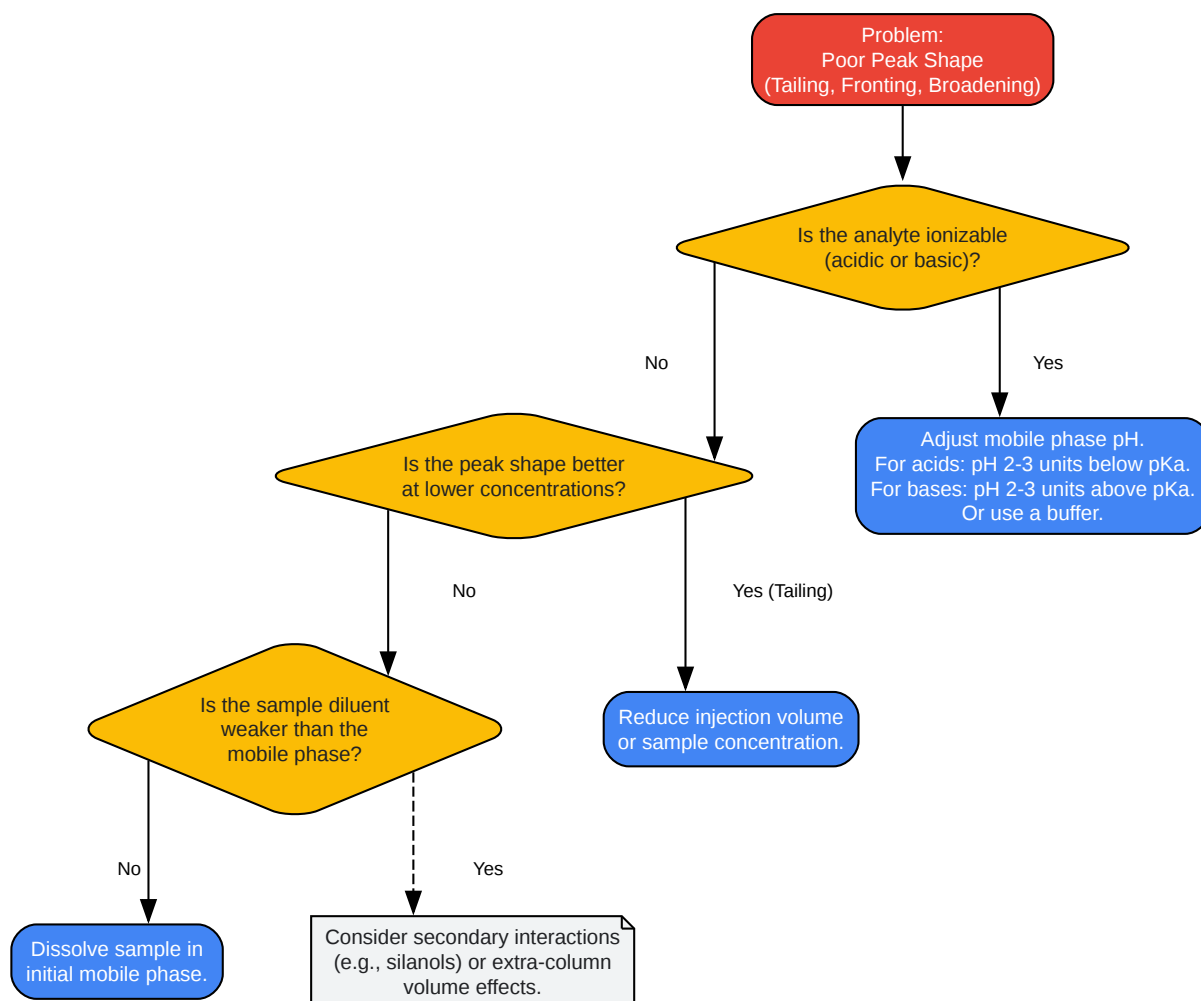 Problem:
Poor Peak Shape
(Tailing, Fronting, Broadening)
Is the analyte ionizable
(acidic or basic)?
No
Yes
Adjust mobile phase pH.
For acids: pH 2-3 units below pKa.
For bases: pH 2-3 units above pKa.
Or use a buffer.
Is the peak shape better
at lower concentrations?
No
Yes (Tailing)
Is the sample diluent
weaker than the
mobile phase?
Reduce injection volume
or sample concentration.
No
Yes
Dissolve sample in
initial mobile phase.
Consider secondary interactions
(e.g., silanols) or extra-column
volume effects.